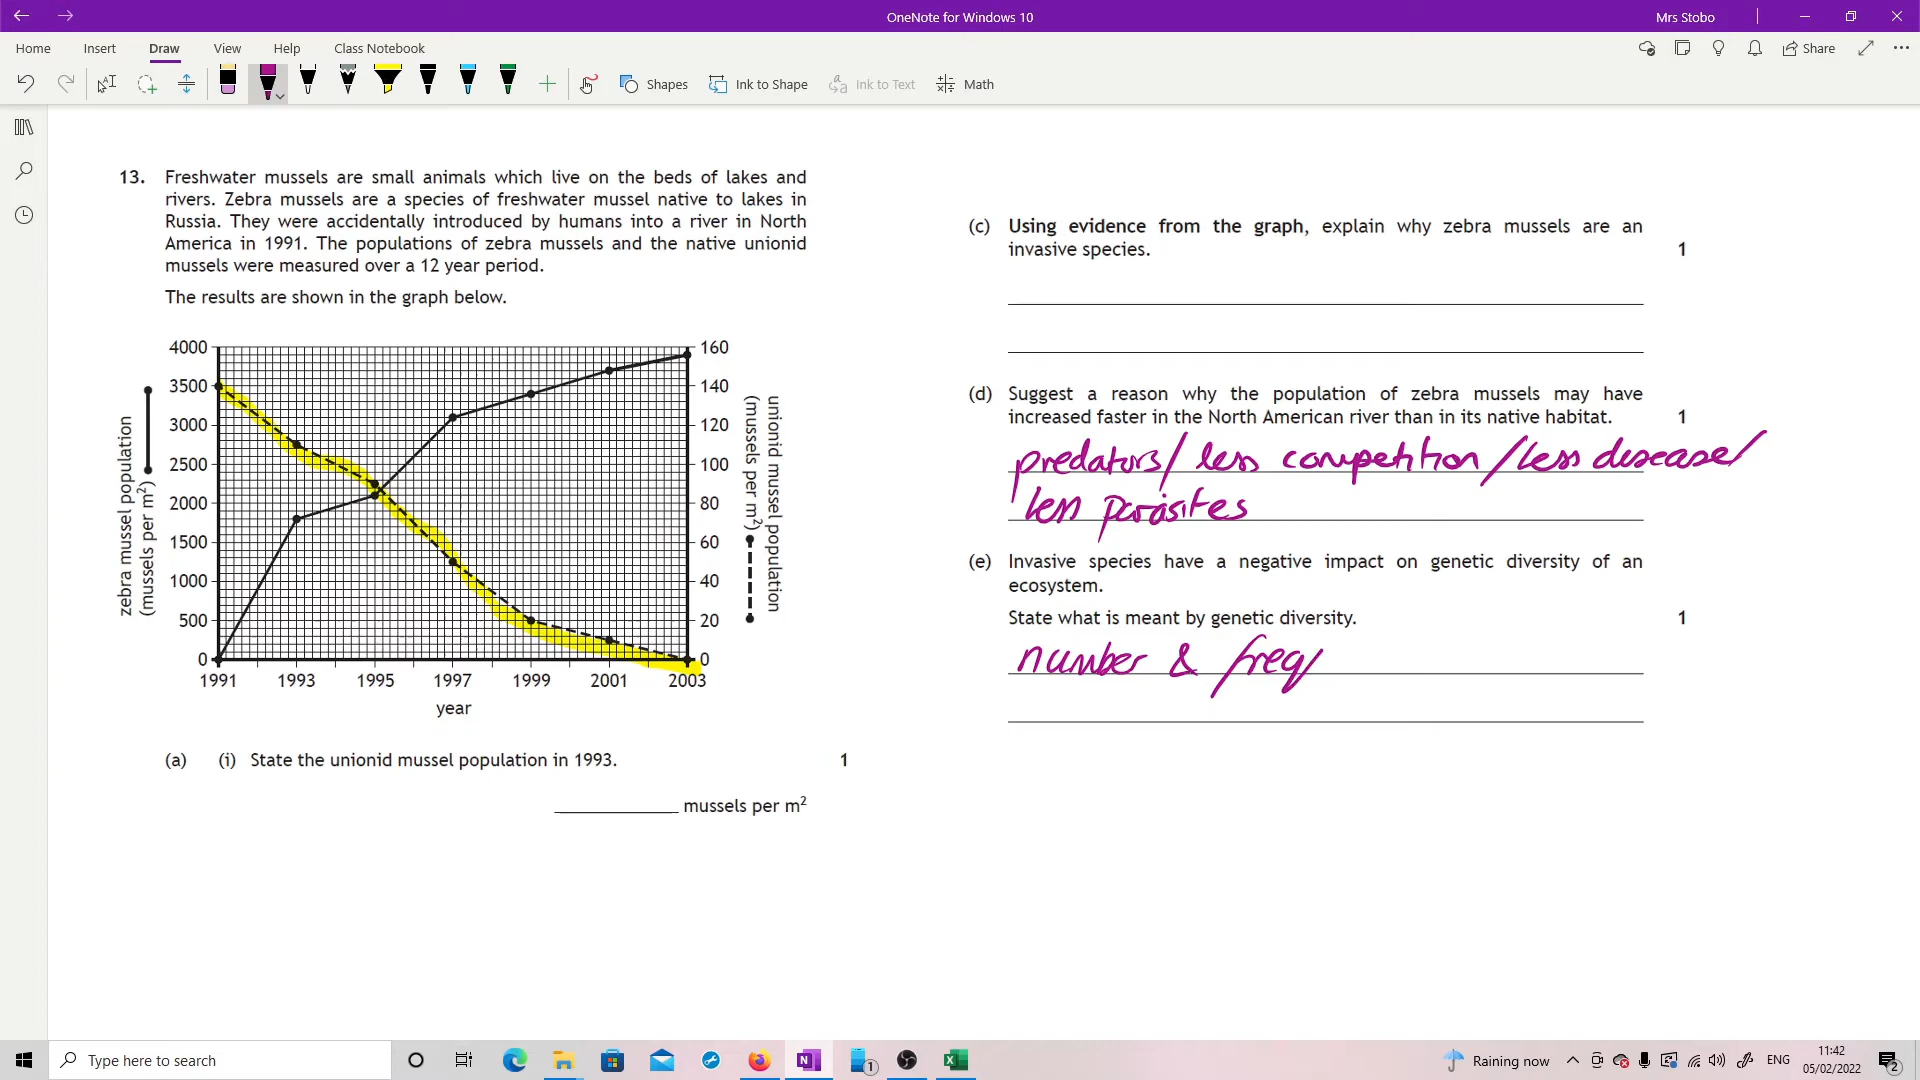 OneNote for Windows 10
Mrs Stobo
Home Insert Draw View Help Class Notebook
Share
Shapes Ink to Shape Ink to Text Math
13. Freshwater mussels are small animals which live on the beds of lakes and
rivers. Zebra mussels are a species of freshwater mussel native to lakes in
Russia. They were accidentally introduced by humans into a river in North
America in 1991. The populations of zebra mussels and the native unionid
mussels were measured over a 12 year period.
The results are shown in the graph below.
zebra mussel population
(mussels per m²)
4000
3500
3000
2500
2000
1500
1000
500
0
160
140
120
100
80
60
40
20
0
unionid mussel population
(mussels per m²)
1991 1993 1995 1997 1999 2001 2003
year
(a) (i) State the unionid mussel population in 1993. 1
____________ mussels per m²
(c) Using evidence from the graph, explain why zebra mussels are an
invasive species. 1
(d) Suggest a reason why the population of zebra mussels may have
increased faster in the North American river than in its native habitat. 1
predators/ less competition /less disease/
less parasites
(e) Invasive species have a negative impact on genetic diversity of an
ecosystem.
State what is meant by genetic diversity. 1
number & freq
Type here to search
1
Raining now
ENG
11:42
05/02/2022
2